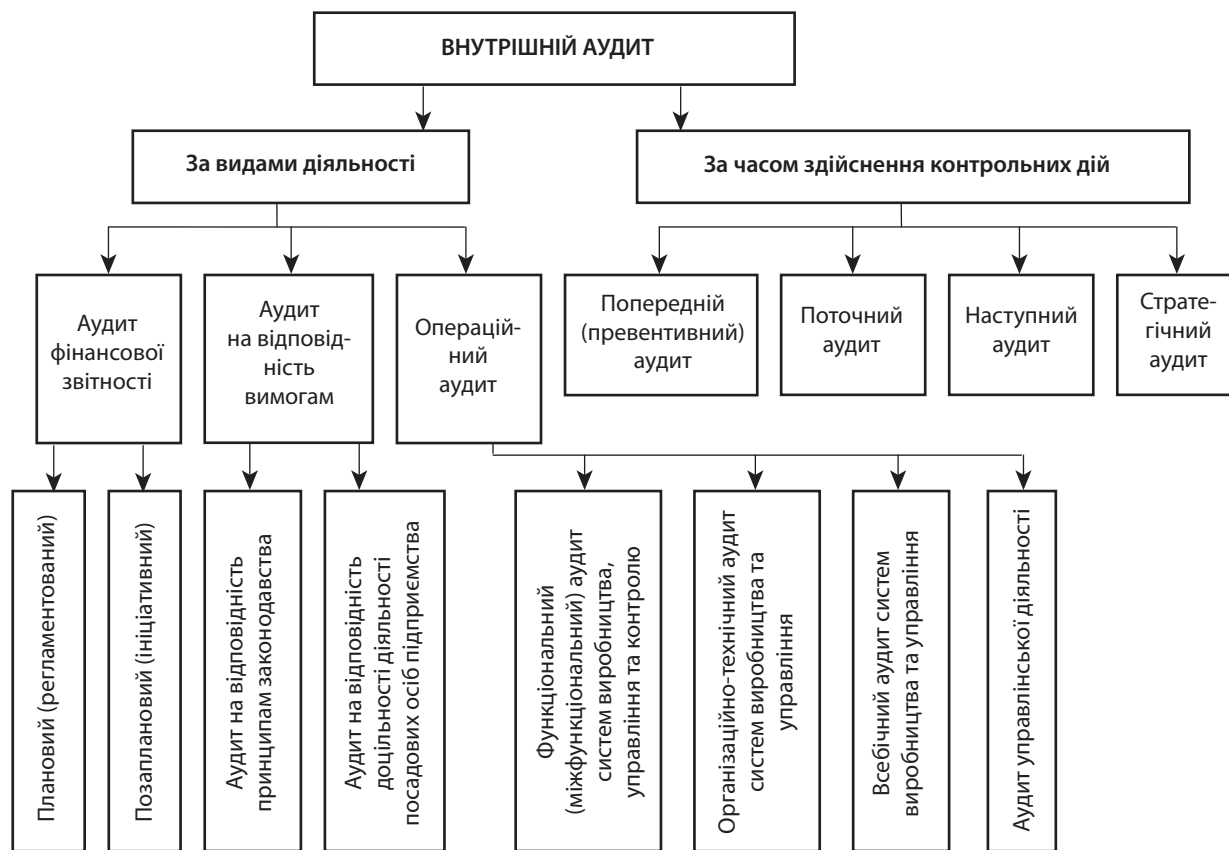 ВНУТРІШНІЙ АУДИТ
За видами діяльності
За часом здійснення контрольних дій
Аудит
фінансової
звітності
Аудит
на відповід-
ність
вимогам
Операцій-
ний
аудит
Попередній
(превентивний)
аудит
Поточний
аудит
Наступний
аудит
Страте-
гічний
аудит
Плановий (регламентований)
Позаплановий (ініціативний)
Аудит на відповідність
принципам законодавства
Аудит на відповідність
доцільності діяльності
посадових осіб підприємства
Функціональний
(міжфункціональний) аудит
систем виробництва,
управління та контролю
Організаційно-технічний аудит
систем виробництва та
управління
Всебічний аудит систем
виробництва та управління
Аудит управлінської діяльності